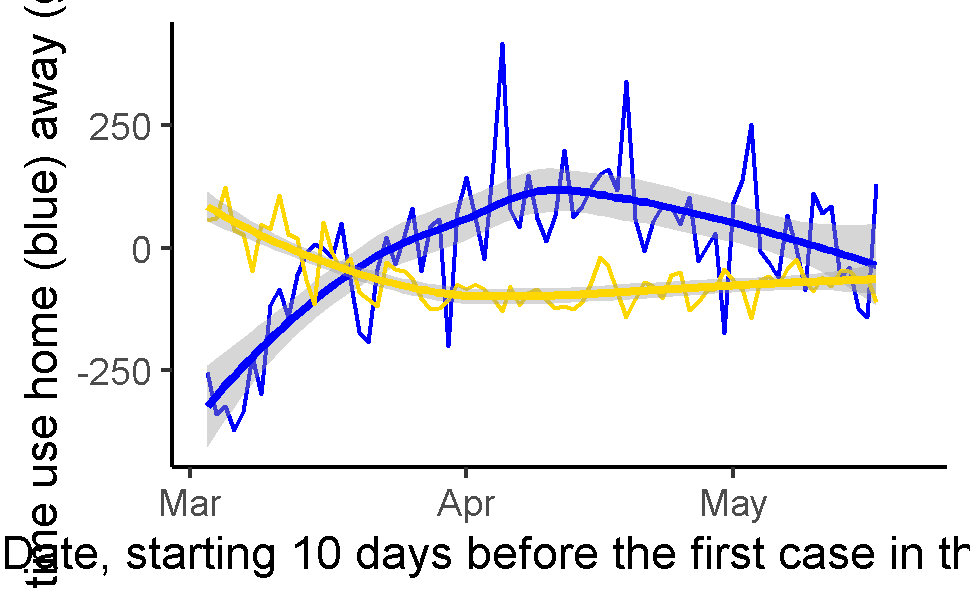 time use home (blue) away (
250
0
-250
Mar Apr May
Date, starting 10 days before the first case in th